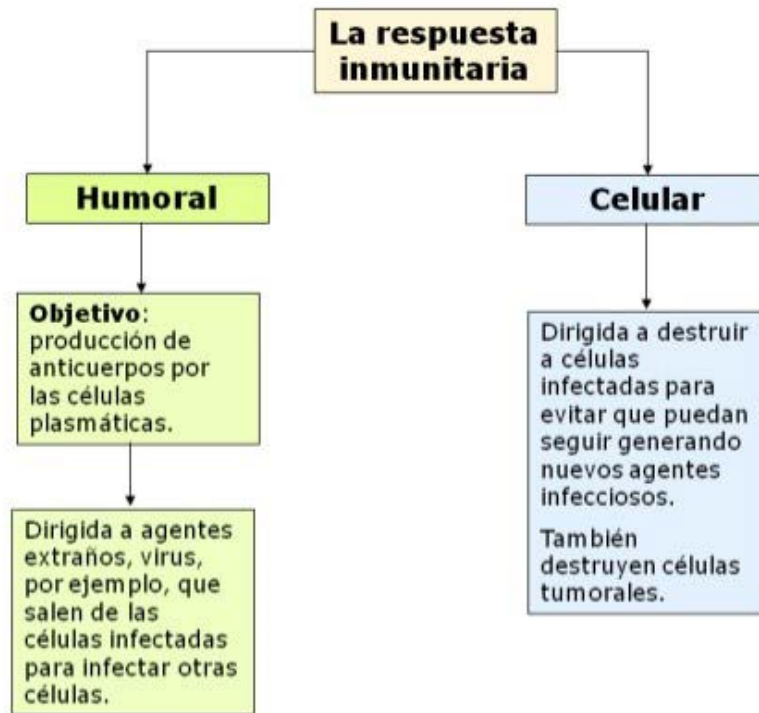 La respuesta
inmunitaria
Humoral
Objetivo:
producción de
anticuerpos por
las células
plasmáticas.
Dirigida a agentes
extraños, virus,
por ejemplo, que
salen de las
células infectadas
para infectar otras
células.
Celular
Dirigida a destruir
a células
infectadas para
evitar que puedan
seguir generando
nuevos agentes
infecciosos.
También
destruyen células
tumorales.